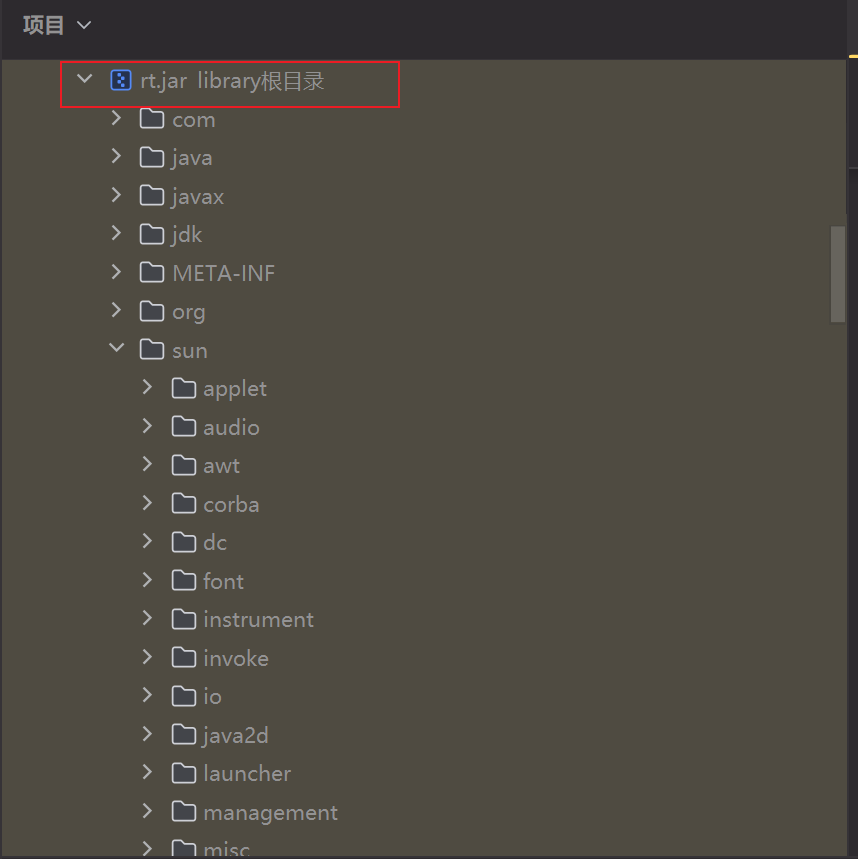 项目
rt.jar library根目录
com
java
javax
jdk
META-INF
org
sun
applet
audio
awt
corba
dc
font
instrument
invoke
io
java2d
launcher
management
misc